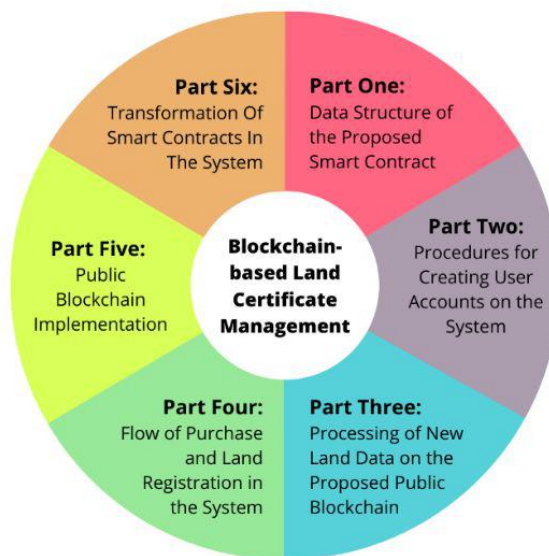 Part Six:
Transformation Of
Smart Contracts In
The System
Part One:
Data Structure of
the Proposed
Smart Contract
Part Two:
Procedures for
Creating User
Accounts on the
System
Part Three:
Processing of New
Land Data on the
Proposed Public
Blockchain
Part Four:
Flow of Purchase
and Land
Registration in
the System
Part Five:
Public
Blockchain
Implementation
Blockchain-
based Land
Certificate
Management